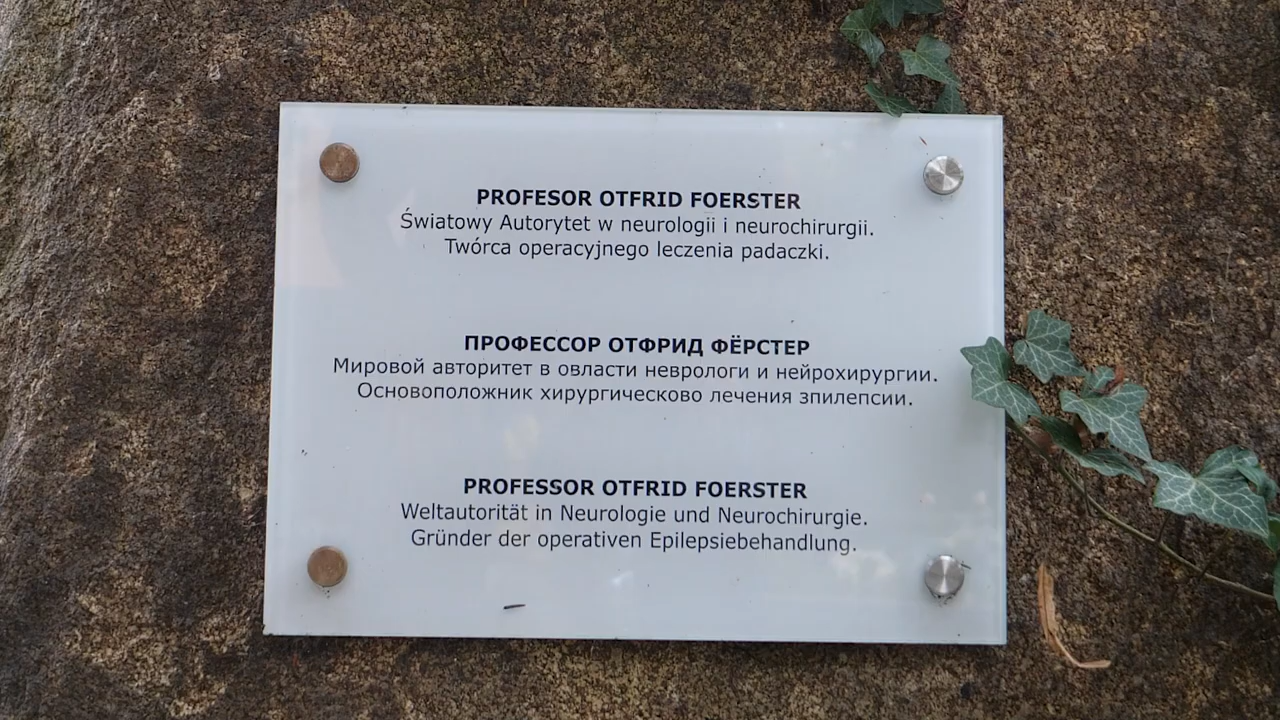 PROFESOR OTFRID FOERSTER
Światowy Autorytet w neurologii i neurochirurgii.
Twórca operacyjnego leczenia padaczki.
ПРОФЕССОР ОТФРИД ФЁРСТЕР
Мировой авторитет в овласти неврологи и нейрохирургии.
Основоположник хирургическово лечения зпилепсии.
PROFESSOR OTFRID FOERSTER
Weltautorität in Neurologie und Neurochirurgie.
Gründer der operativen Epilepsiebehandlung.